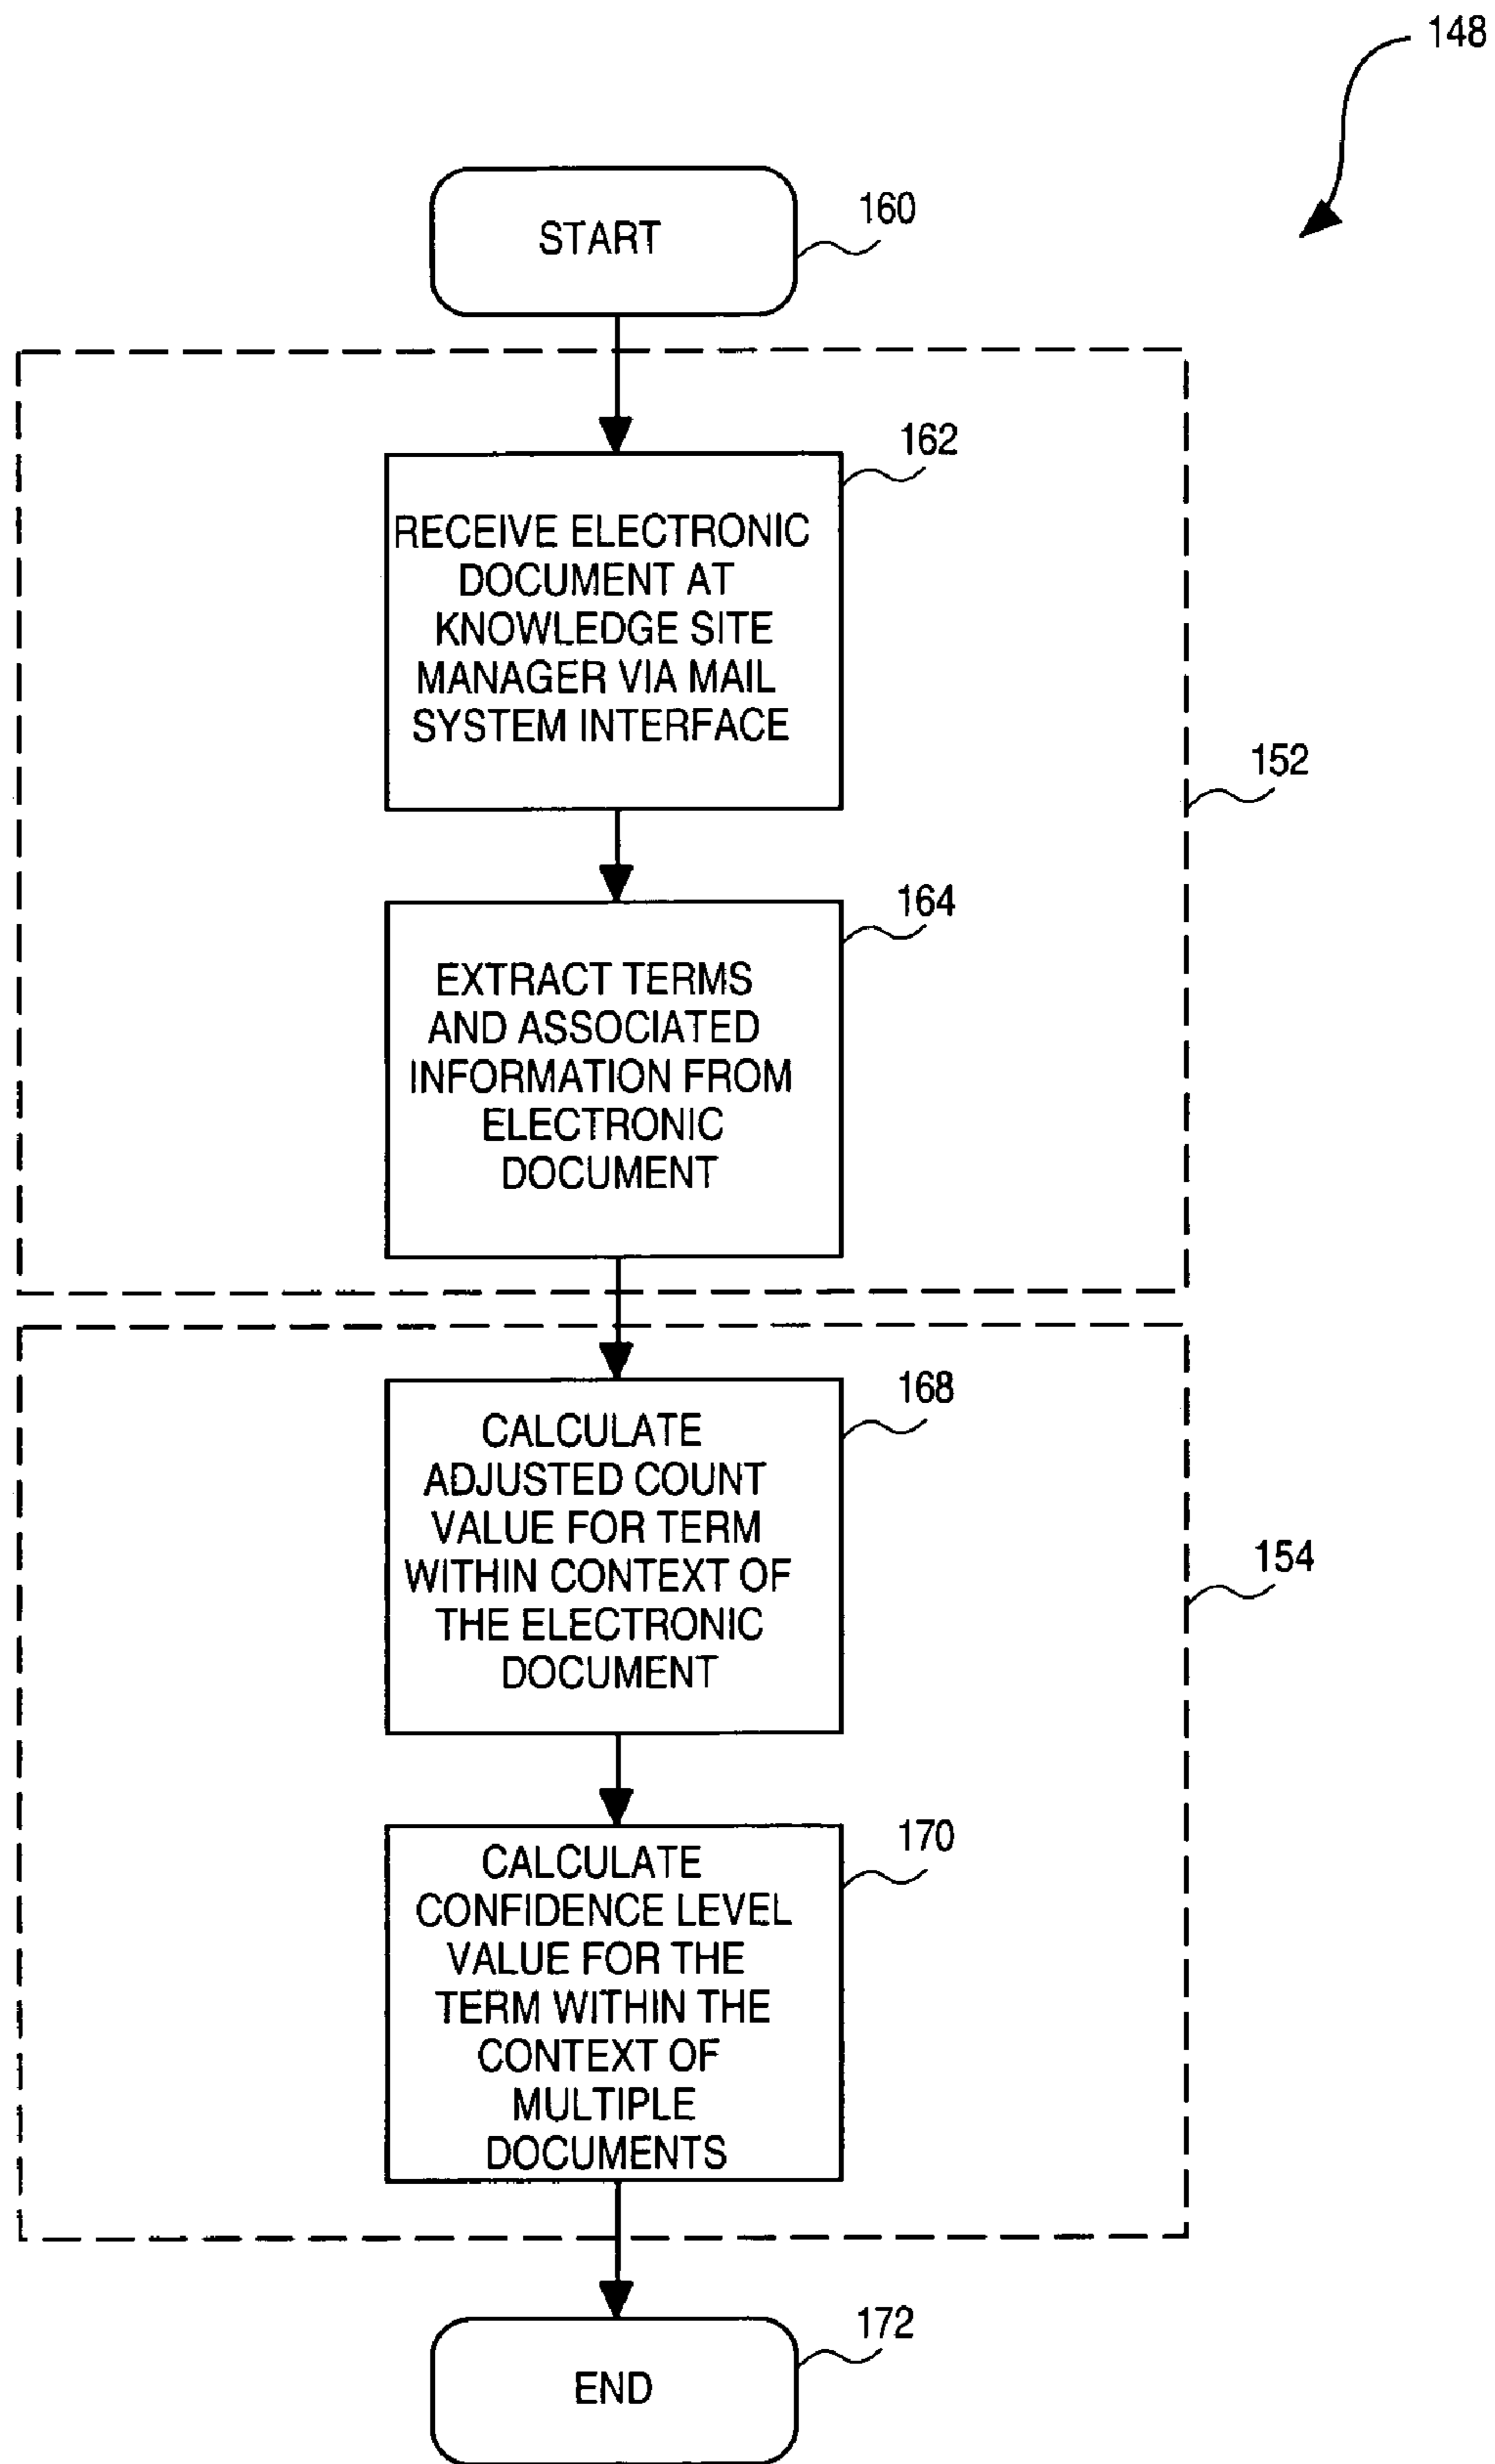 148
START
160
162
RECEIVE ELECTRONIC
DOCUMENT AT
KNOWLEDGE SITE
MANAGER VIA MAIL
SYSTEM INTERFACE
152
164
EXTRACT TERMS
AND ASSOCIATED
INFORMATION FROM
ELECTRONIC
DOCUMENT
168
CALCULATE
ADJUSTED COUNT
VALUE FOR TERM
WITHIN CONTEXT OF
THE ELECTRONIC
DOCUMENT
154
170
CALCULATE
CONFIDENCE LEVEL
VALUE FOR THE
TERM WITHIN THE
CONTEXT OF
MULTIPLE
DOCUMENTS
172
END